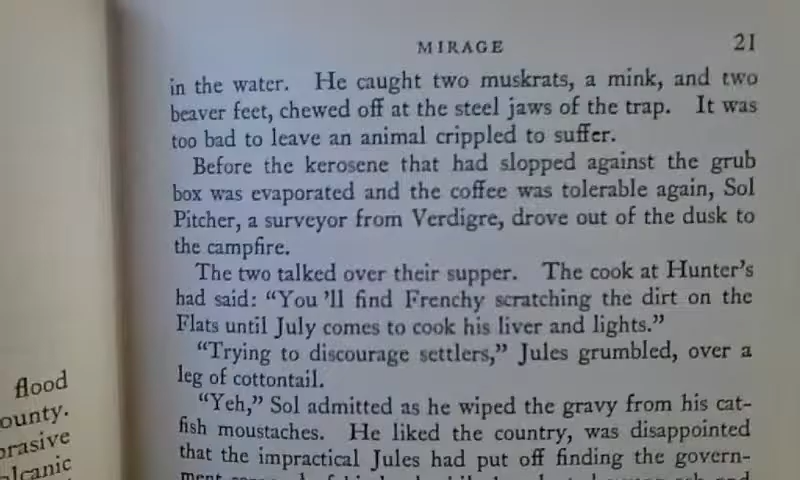 flood
ounty.
orasive
lcanic
MIRAGE 21
in the water. He caught two muskrats, a mink, and two
beaver feet, chewed off at the steel jaws of the trap. It was
too bad to leave an animal crippled to suffer.
Before the kerosene that had slopped against the grub
box was evaporated and the coffee was tolerable again, Sol
Pitcher, a surveyor from Verdigre, drove out of the dusk to
the campfire.
The two talked over their supper. The cook at Hunter's
had said: "You 'll find Frenchy scratching the dirt on the
Flats until July comes to cook his liver and lights."
"Trying to discourage settlers," Jules grumbled, over a
leg of cottontail.
"Yeh," Sol admitted as he wiped the gravy from his cat-
fish moustaches. He liked the country, was disappointed
that the impractical Jules had put off finding the govern-